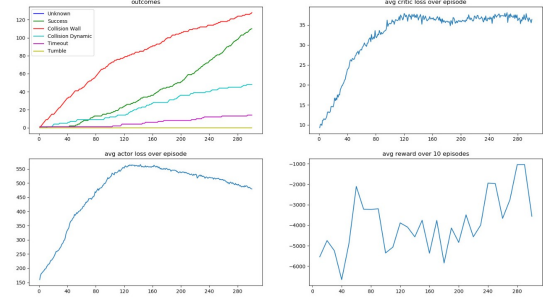 outcomes
Unknown
Success
Collision Wall
Collision Dynamic
Timeout
Tumble
120
100
80
60
40
20
0
0 40 80 120 160 200 240 280
avg critic loss over episode
35
30
25
20
15
10
0 40 80 120 160 200 240 280
avg actor loss over episode
550
500
450
400
350
300
250
200
150
0 40 80 120 160 200 240 280
avg reward over 10 episodes
−1000
−2000
−3000
−4000
−5000
−6000
0 40 80 120 160 200 240 280